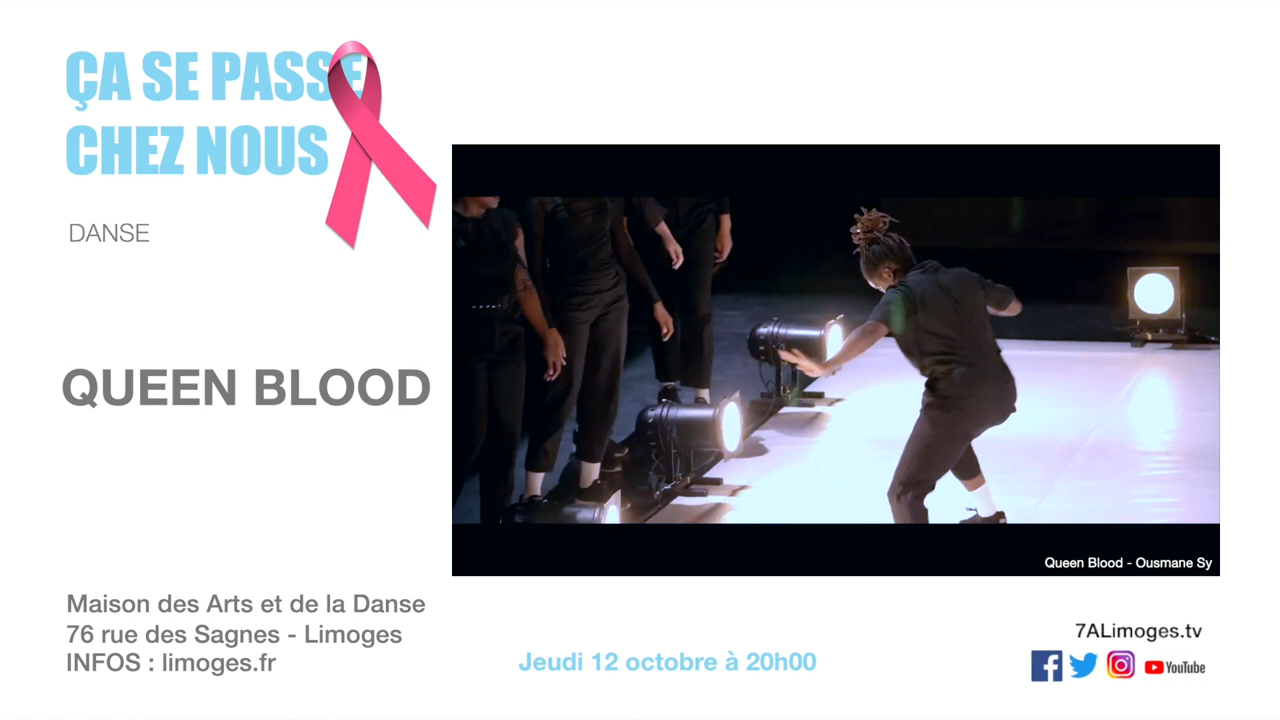 ÇA SE PASSE
CHEZ NOUS
DANSE
QUEEN BLOOD
Queen Blood - Ousmane Sy
Maison des Arts et de la Danse
76 rue des Sagnes - Limoges
INFOS : limoges.fr
Jeudi 12 octobre à 20h00
7ALimoges.tv
YouTube